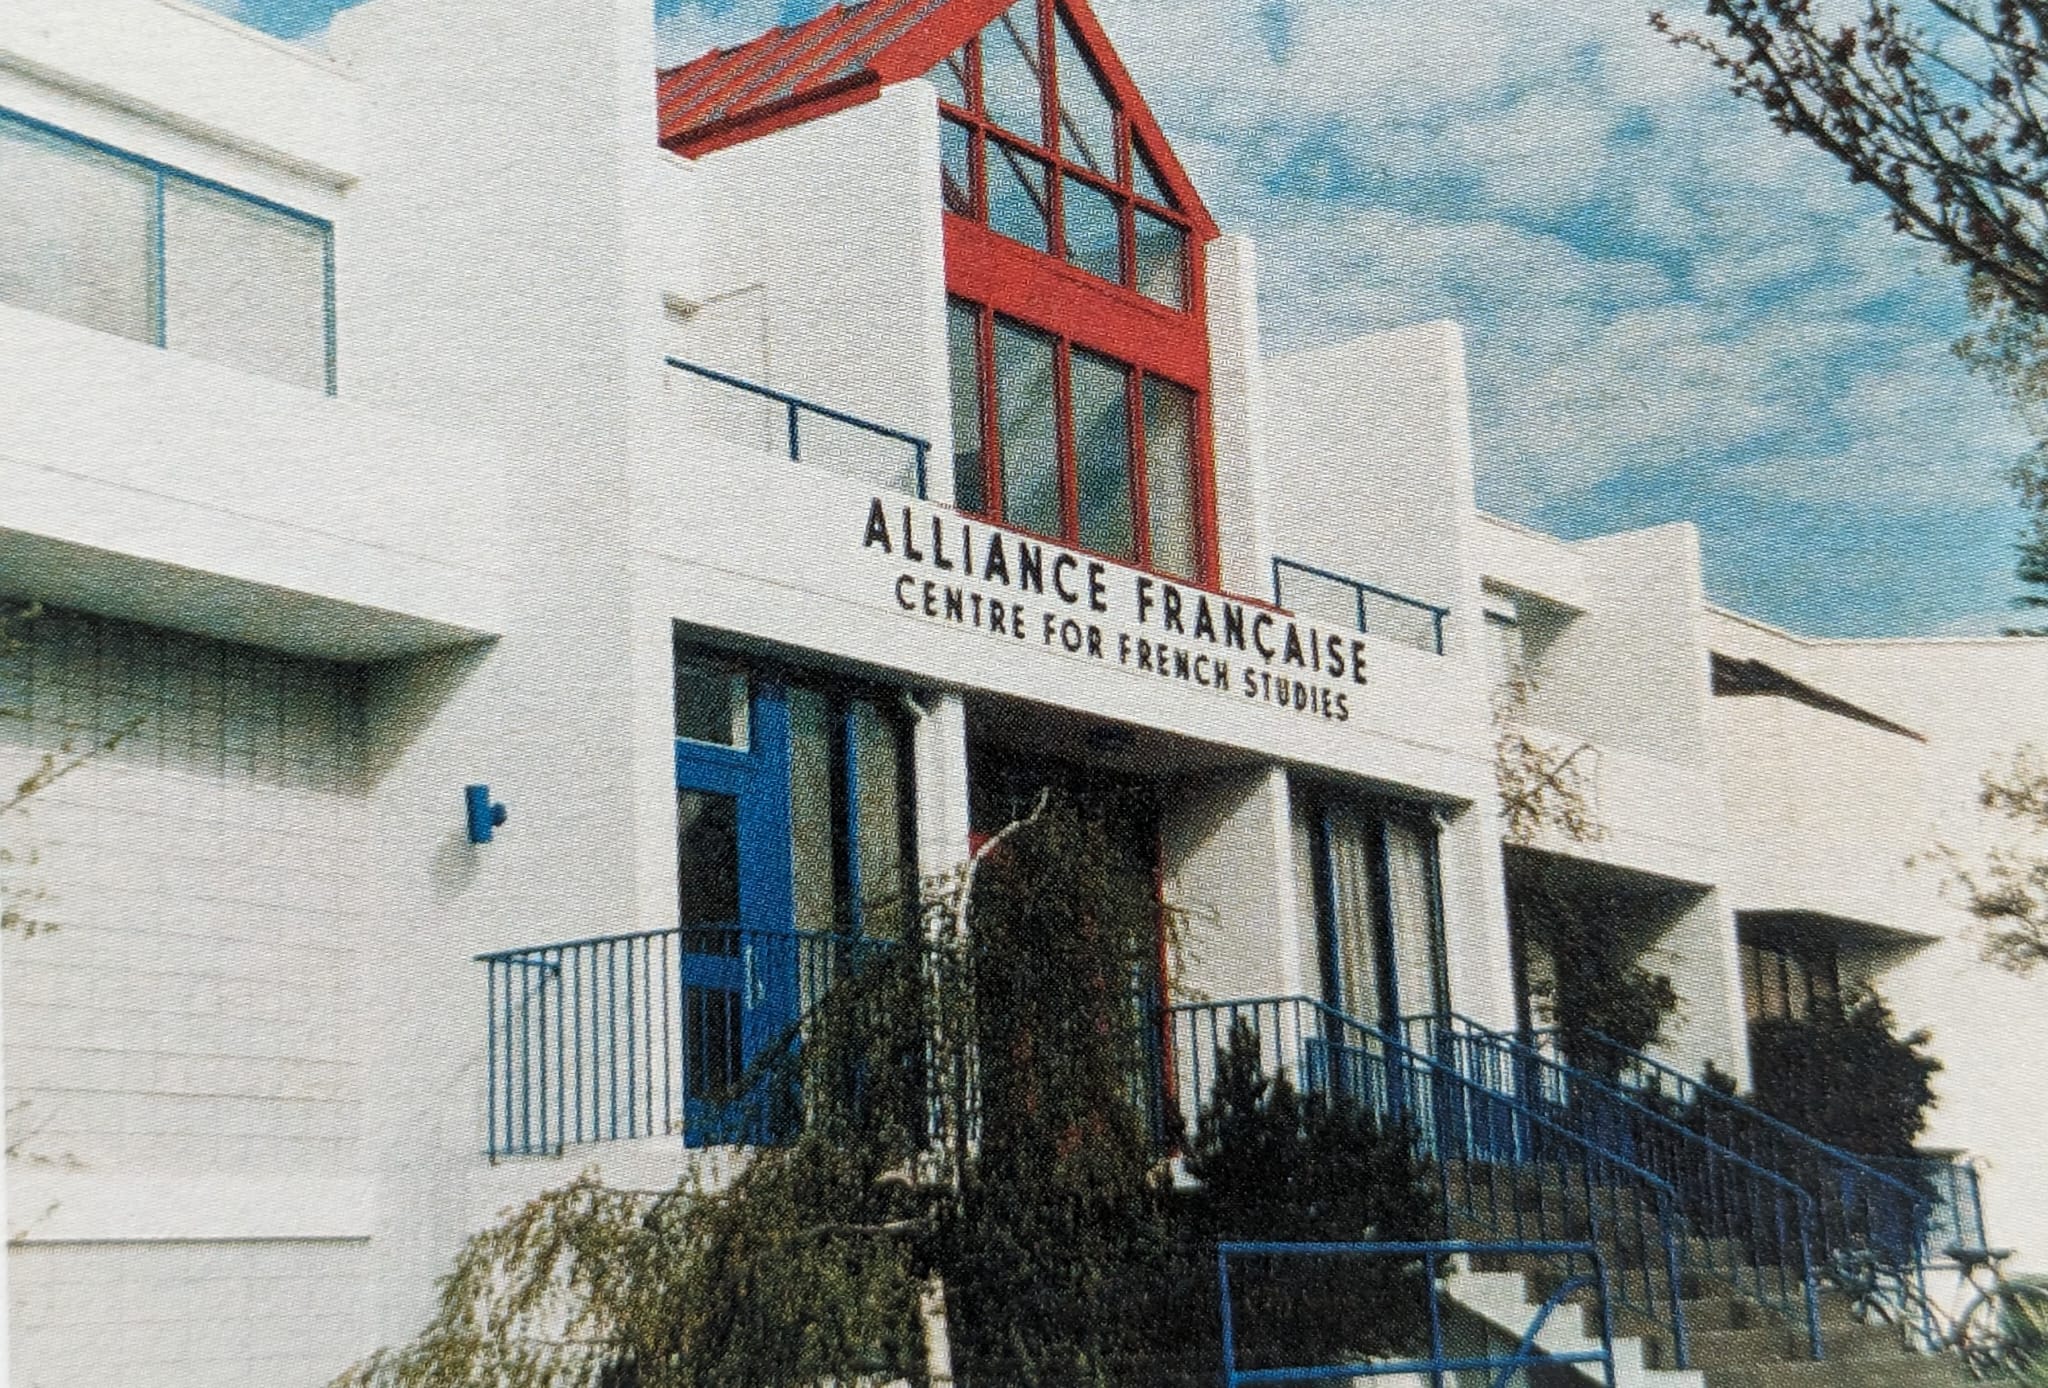 ALLIANCE FRANÇAISE
CENTRE FOR FRENCH STUDIES